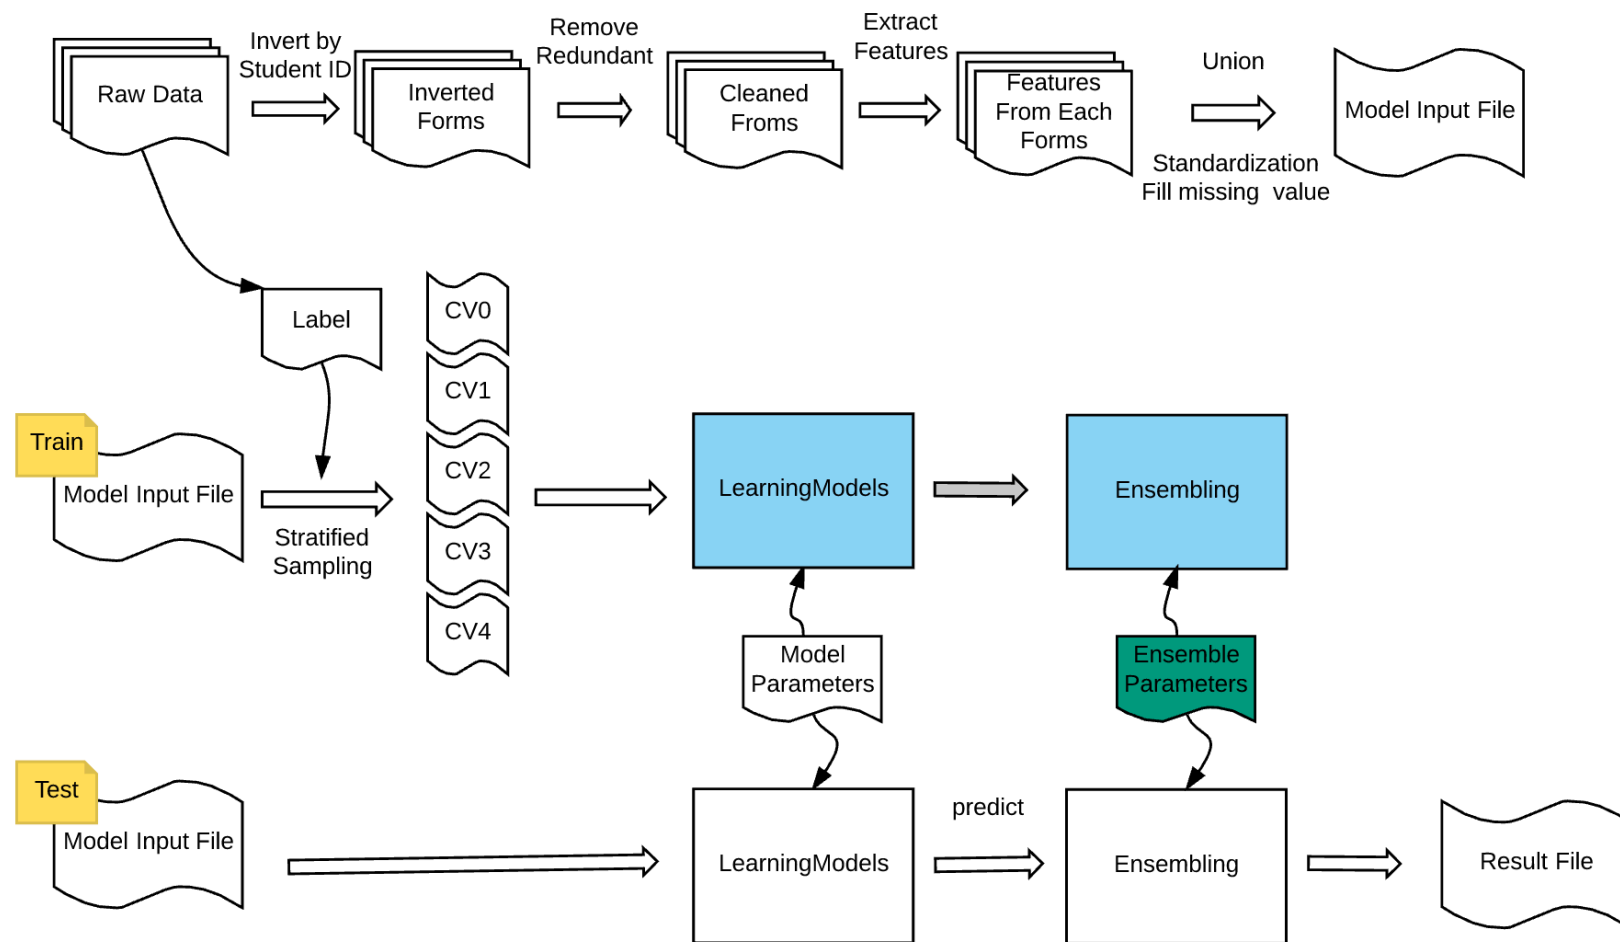 Raw Data
Invert by
Student ID
Inverted
Forms
Remove
Redundant
Cleaned
Froms
Extract
Features
Features
From Each
Forms
Union
Standardization
Fill missing  value
Model Input File
Label
CV0
CV1
CV2
CV3
CV4
Train
Model Input File
Stratified
Sampling
LearningModels
Ensembling
Model
Parameters
Ensemble
Parameters
Test
Model Input File
LearningModels
predict
Ensembling
Result File